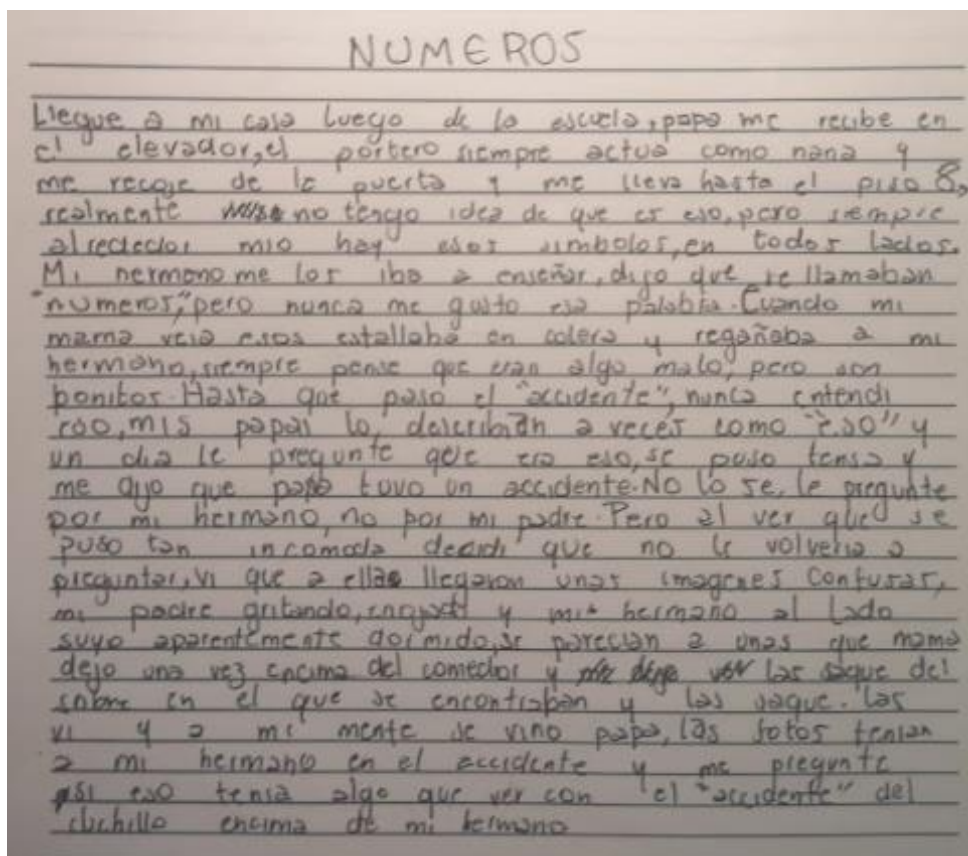 NUMEROS
Llegue a mi casa luego de la escuela, papa me recibe en
el elevador, el portero siempre actua como nana y
me recoje de la puerta y me lleva hasta el piso 8,
realmente no tengo idea de que es eso, pero siempre
alrededor mio hay esos simbolos, en todos lados.
Mi hermano me los iba a enseñar, dijo que se llamaban
"numeros", pero nunca me gusto esa palabra. Cuando mi
mama veia esos estallaba en colera y regañaba a mi
hermano, siempre pense que eran algo malo, pero son
bonitos. Hasta que paso el "accidente", nunca entendi
eso, mis papas lo describian a veces como "eso" y
un dia le pregunte que era eso, se puso tensa y
me dijo que papa tuvo un accidente. No lo se, le pregunte
por mi hermano, no por mi padre. Pero al ver que se
puso tan incomoda decidi que no le volveria a
preguntar, vi que a ella llegaron unas imagenes confusas,
mi padre gritando, y mi hermano al lado
suyo aparentemente dormido, se parecian a unas que mama
dejo una vez encima del comedor y las saque del
sobre en el que se encontraban y las saque. Las
vi y a mi mente se vino papa, las fotos tenian
a mi hermano en el accidente y me pregunte
si eso tenia algo que ver con el "accidente" del
cuchillo encima de mi hermano